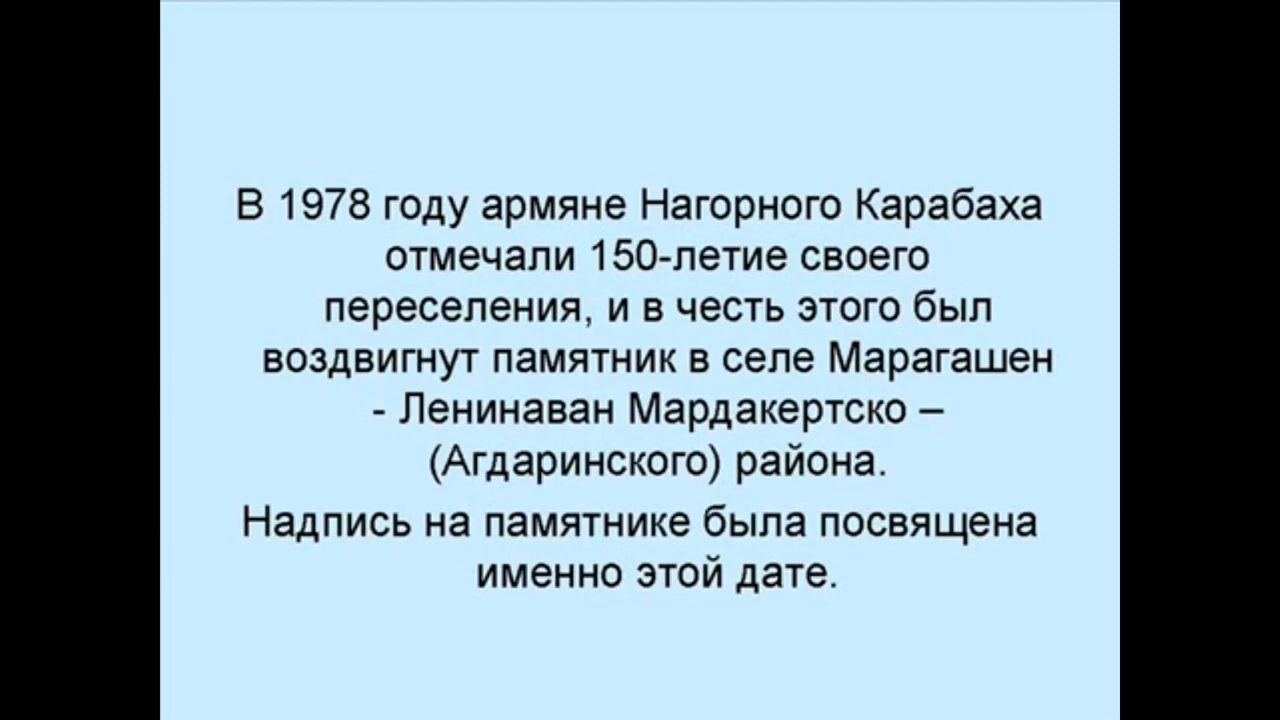 В 1978 году армяне Нагорного Карабаха
отмечали 150-летие своего
переселения, и в честь этого был
воздвигнут памятник в селе Марагашен
- Ленинаван Мардакертско –
(Агдаринского) района.
Надпись на памятнике была посвящена
именно этой дате.